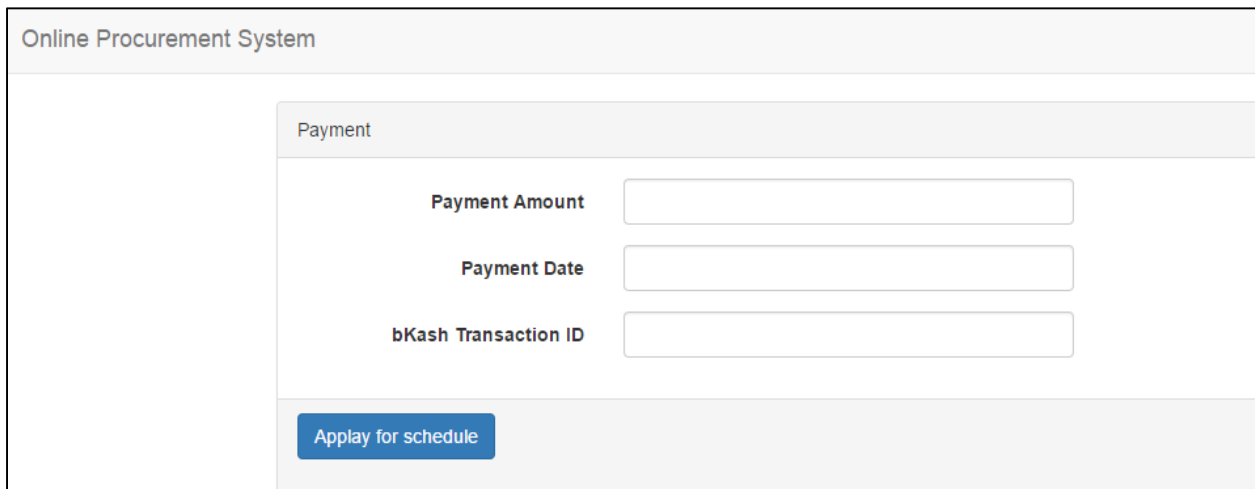 Online Procurement System
Payment
Payment Amount
Payment Date
bKash Transaction ID
Applay for schedule